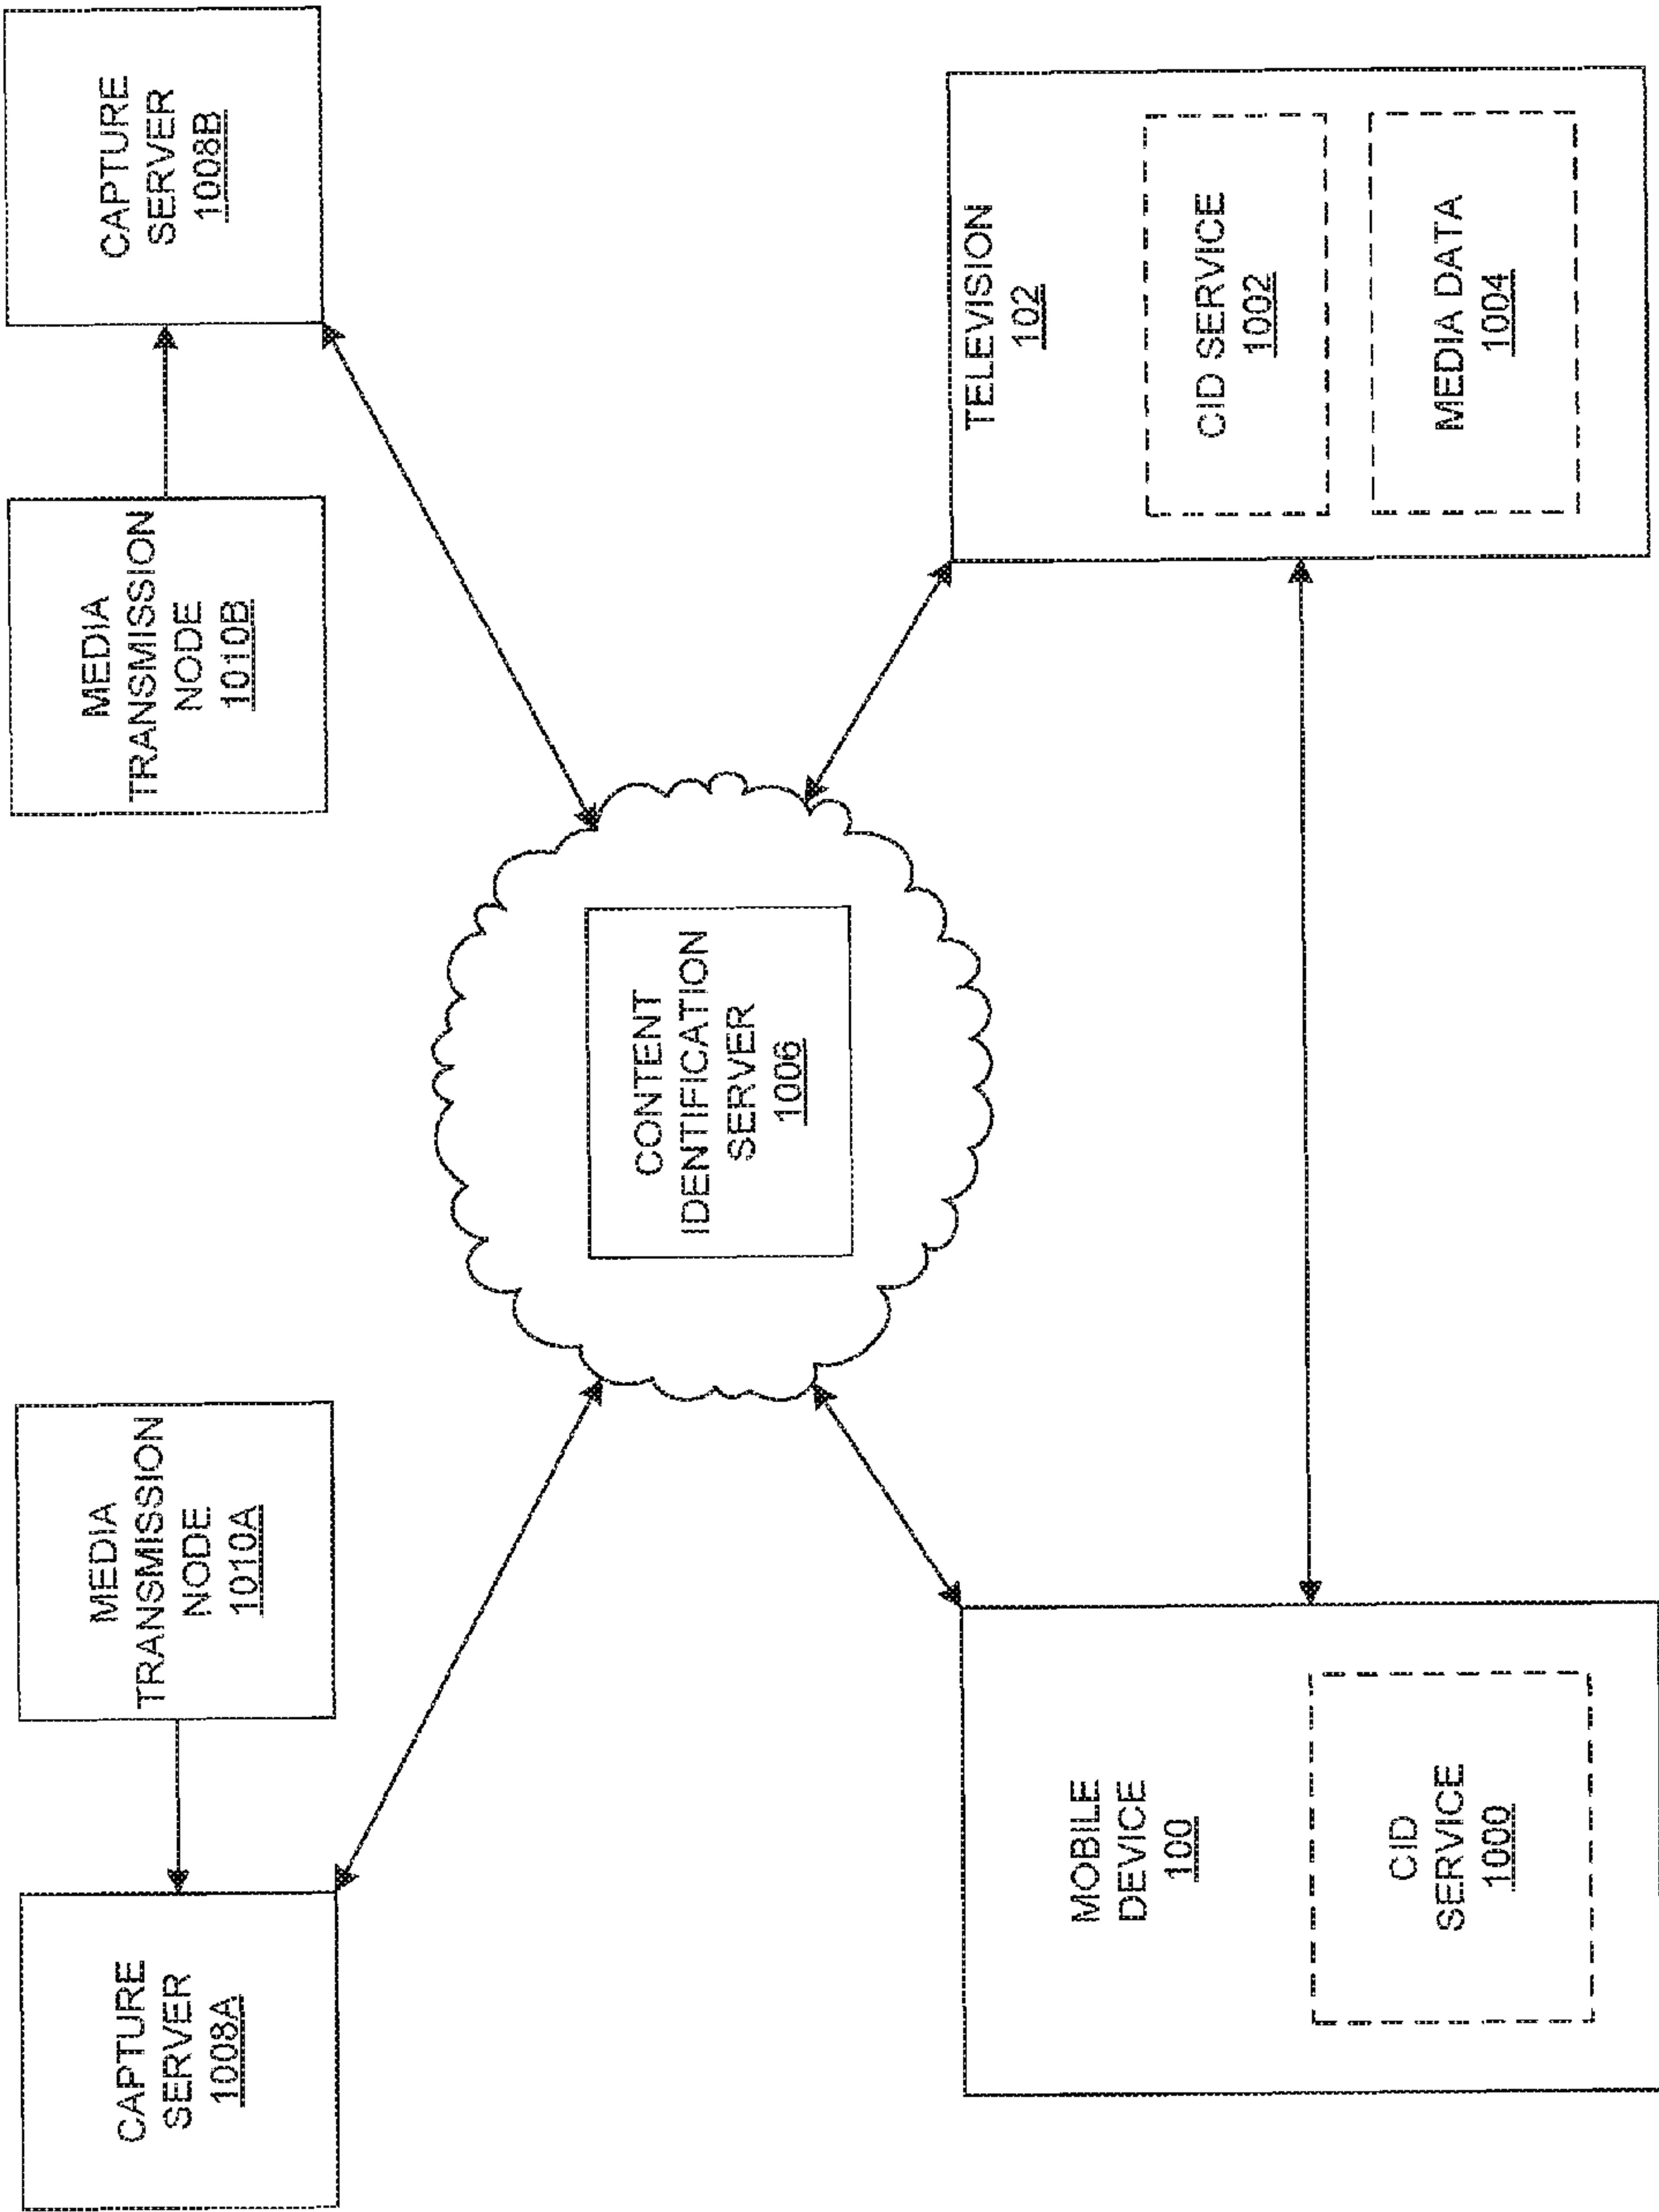 CAPTURE
SERVER
1008A
MEDIA
TRANSMISSION
NODE
1010A
MEDIA
TRANSMISSION
NODE
1010B
CAPTURE
SERVER
1008B
CONTENT
IDENTIFICATION
SERVER
1006
MOBILE
DEVICE
100
CID
SERVICE
1000
TELEVISION
102
CID SERVICE
1002
MEDIA DATA
1004